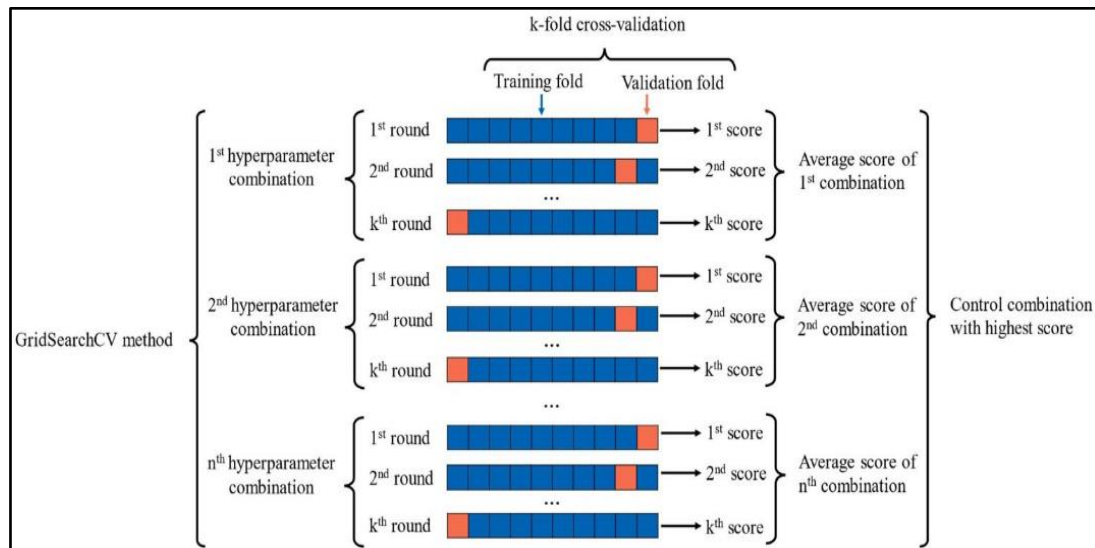 k-fold cross-validation
Training fold
Validation fold
1st round
1st score
1st hyperparameter
combination
2nd round
2nd score
Average score of
1st combination
...
kth round
kth score
1st round
1st score
2nd hyperparameter
combination
2nd round
2nd score
Average score of
2nd combination
...
kth round
kth score
GridSearchCV method
Control combination
with highest score
...
1st round
1st score
nth hyperparameter
combination
2nd round
2nd score
Average score of
nth combination
...
kth round
kth score